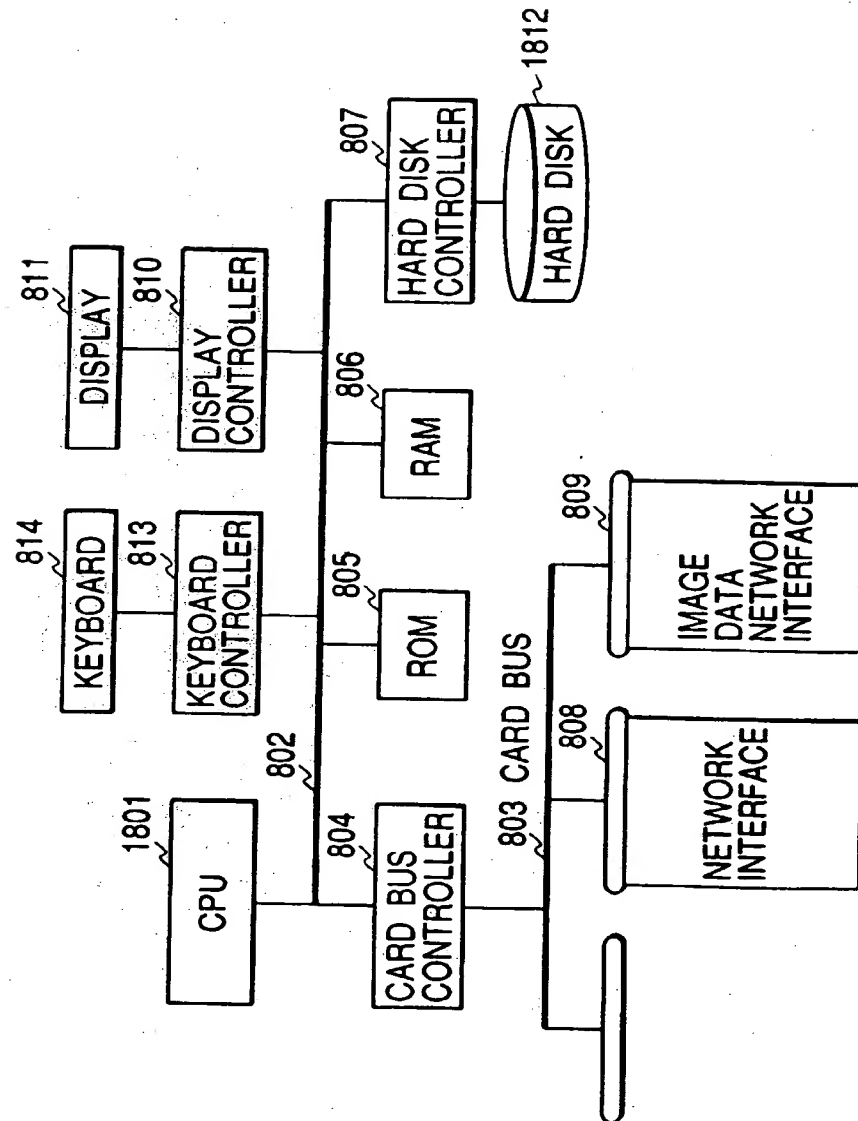 814
KEYBOARD
811
DISPLAY
1801
CPU
813
KEYBOARD
CONTROLLER
810
DISPLAY
CONTROLLER
802
804
CARD BUS
CONTROLLER
805
ROM
806
RAM
807
HARD DISK
CONTROLLER
1812
HARD DISK
803 CARD BUS
808
NETWORK
INTERFACE
809
IMAGE
DATA
NETWORK
INTERFACE